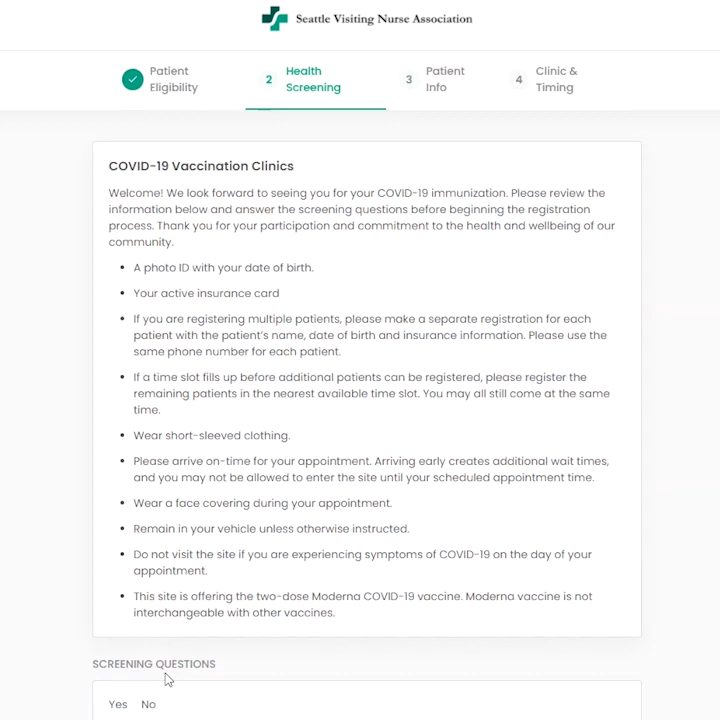 Seattle Visiting Nurse Association
Patient
Eligibility
2
Health
Screening
3
Patient
Info
4
Clinic &
Timing
COVID-19 Vaccination Clinics
Welcome! We look forward to seeing you for your COVID-19 immunization. Please review the
information below and answer the screening questions before beginning the registration
process. Thank you for your participation and commitment to the health and wellbeing of our
community.
• A photo ID with your date of birth.
• Your active insurance card
• If you are registering multiple patients, please make a separate registration for each
patient with the patient's name, date of birth and insurance information. Please use the
same phone number for each patient.
• If a time slot fills up before additional patients can be registered, please register the
remaining patients in the nearest available time slot. You may all still come at the same
time.
• Wear short-sleeved clothing.
• Please arrive on-time for your appointment. Arriving early creates additional wait times,
and you may not be allowed to enter the site until your scheduled appointment time.
• Wear a face covering during your appointment.
• Remain in your vehicle unless otherwise instructed.
• Do not visit the site if you are experiencing symptoms of COVID-19 on the day of your
appointment.
• This site is offering the two-dose Moderna COVID-19 vaccine. Moderna vaccine is not
interchangeable with other vaccines.
SCREENING QUESTIONS
Yes No